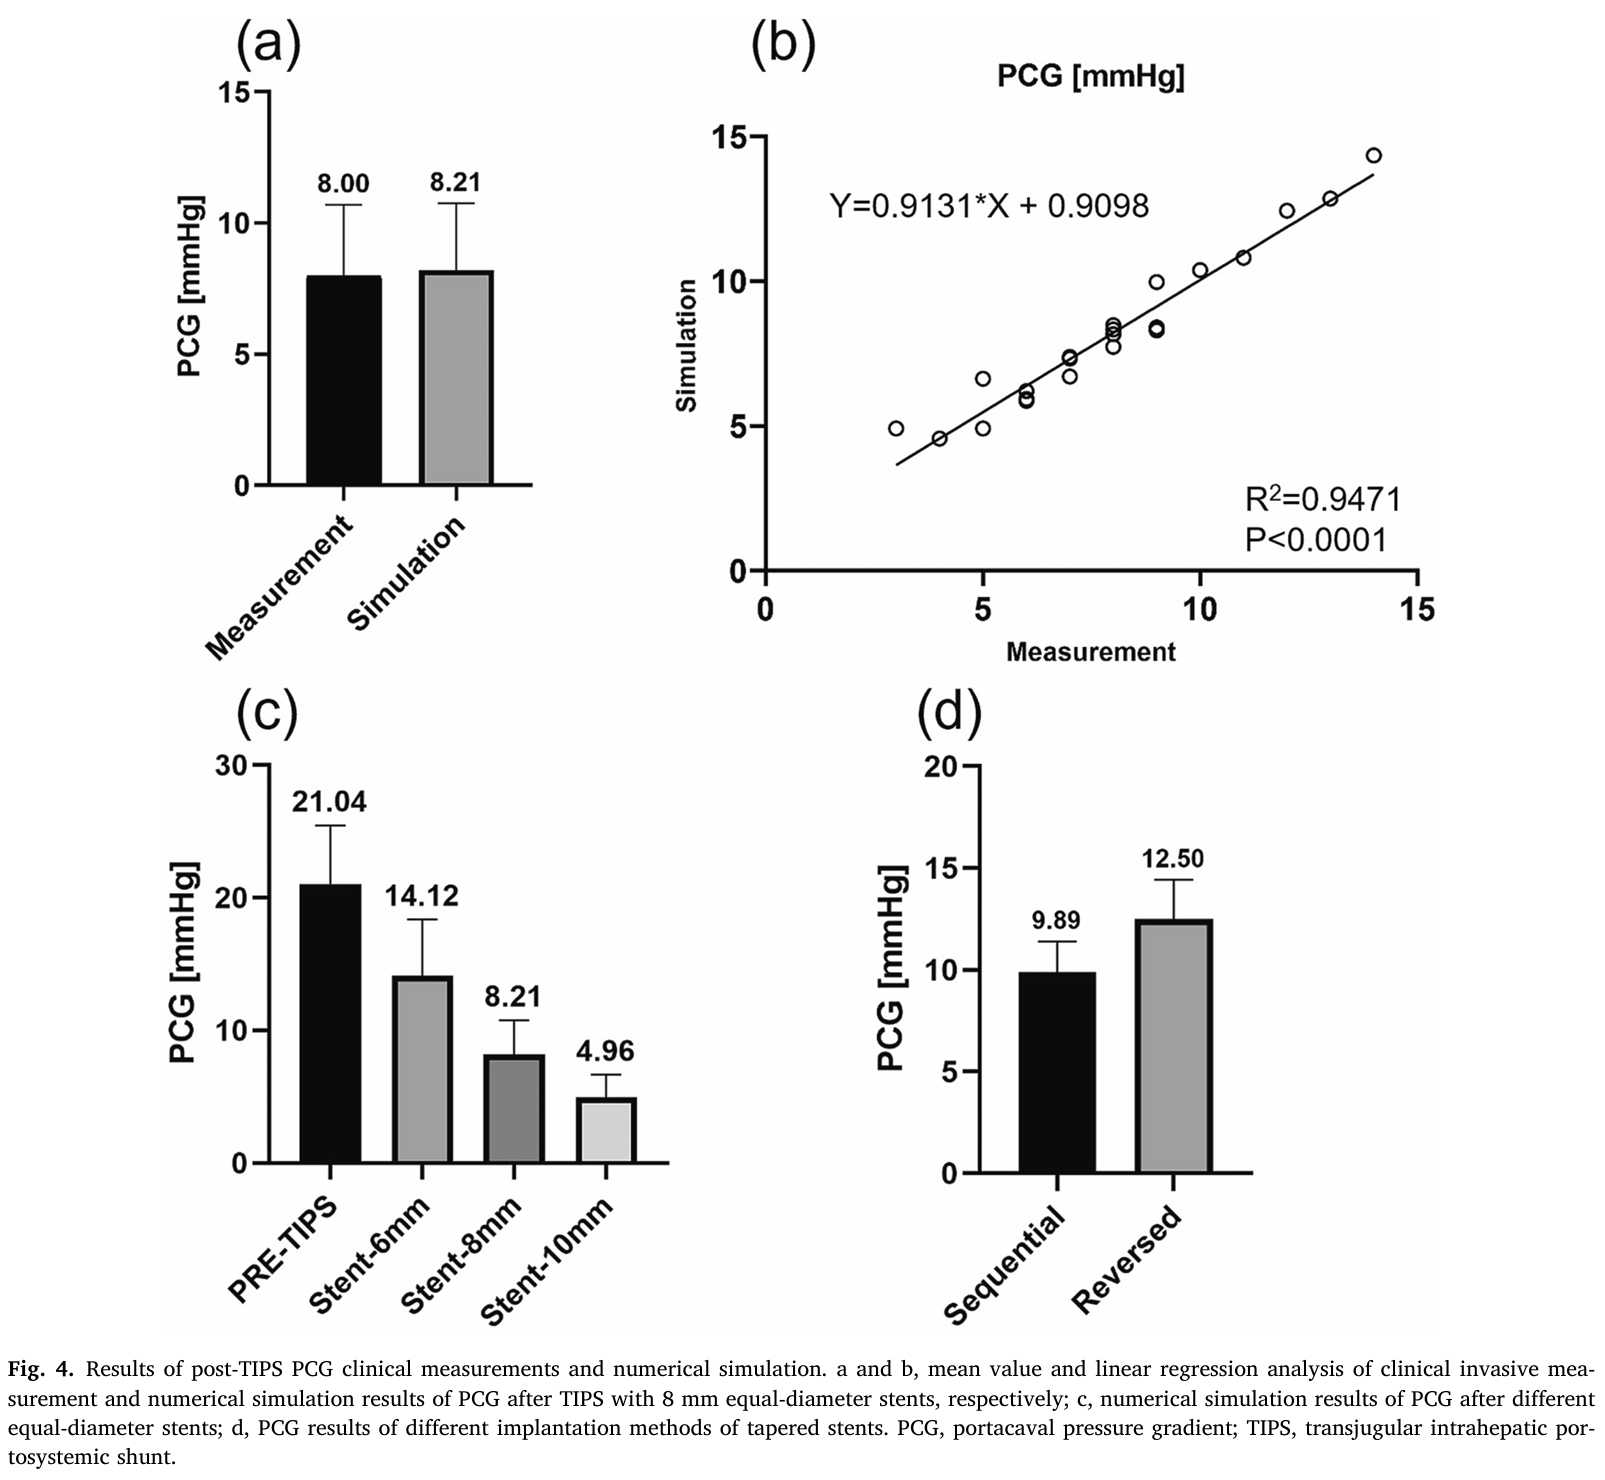 (a)
15
10
5
0
PCG [mmHg]
8.00
8.21
Measurement
Simulation
(b)
PCG [mmHg]
15
10
5
0
Simulation
Y=0.9131*X + 0.9098
R²=0.9471
P<0.0001
0
5
10
15
Measurement
(c)
30
20
10
0
PCG [mmHg]
21.04
14.12
8.21
4.96
PRE-TIPS
Stent-6mm
Stent-8mm
Stent-10mm
(d)
20
15
10
5
0
PCG [mmHg]
9.89
12.50
Sequential
Reversed
Fig. 4. Results of post-TIPS PCG clinical measurements and numerical simulation. a and b, mean value and linear regression analysis of clinical invasive mea-
surement and numerical simulation results of PCG after TIPS with 8 mm equal-diameter stents, respectively; c, numerical simulation results of PCG after different
equal-diameter stents; d, PCG results of different implantation methods of tapered stents. PCG, portacaval pressure gradient; TIPS, transjugular intrahepatic por-
tosystemic shunt.